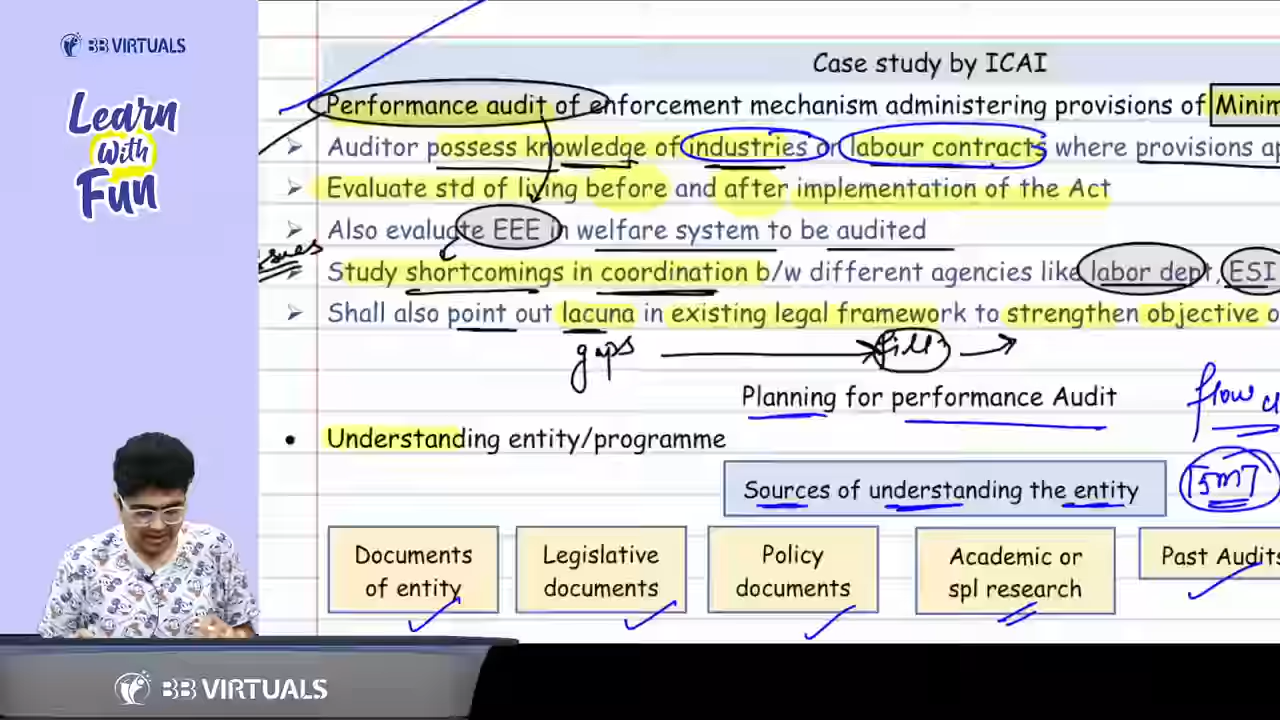 BB VIRTUALS
Learn
With
Fun
Case study by ICAI
Performance audit of enforcement mechanism administering provisions of Minim
Auditor possess knowledge of industries or labour contracts where provisions ap
Evaluate std of living before and after implementation of the Act
Also evaluate EEE in welfare system to be audited
Study shortcomings in coordination b/w different agencies like labor dept, ESI
Shall also point out lacuna in existing legal framework to strengthen objective o
gaps
Planning for performance Audit
flow
Understanding entity/programme
Sources of understanding the entity
5m
Documents
of entity
Legislative
documents
Policy
documents
Academic or
spl research
Past Audits
BB VIRTUALS